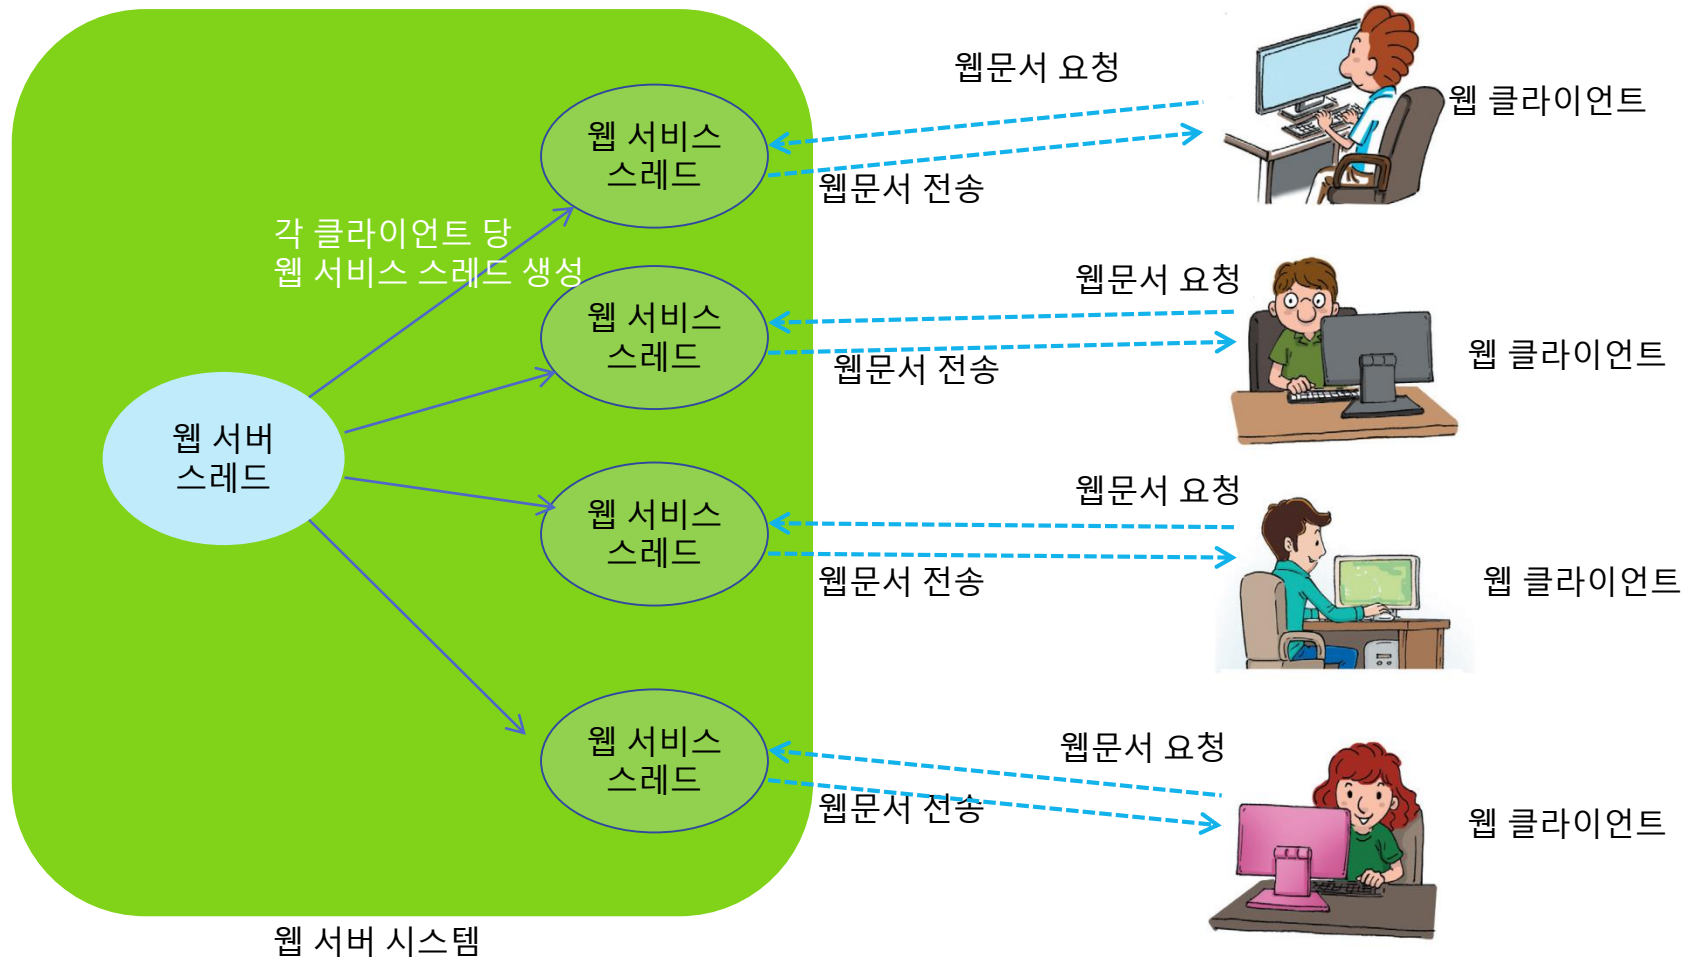 웹문서 요청
웹 클라이언트
웹 서비스
스레드
웹문서 전송
각 클라이언트 당
웹 서비스 스레드 생성
웹문서 요청
웹 서비스
스레드
웹 클라이언트
웹문서 전송
웹 서버
스레드
웹문서 요청
웹 서비스
스레드
웹문서 전송
웹 클라이언트
웹 서비스
스레드
웹문서 요청
웹문서 전송
웹 클라이언트
웹 서버 시스템